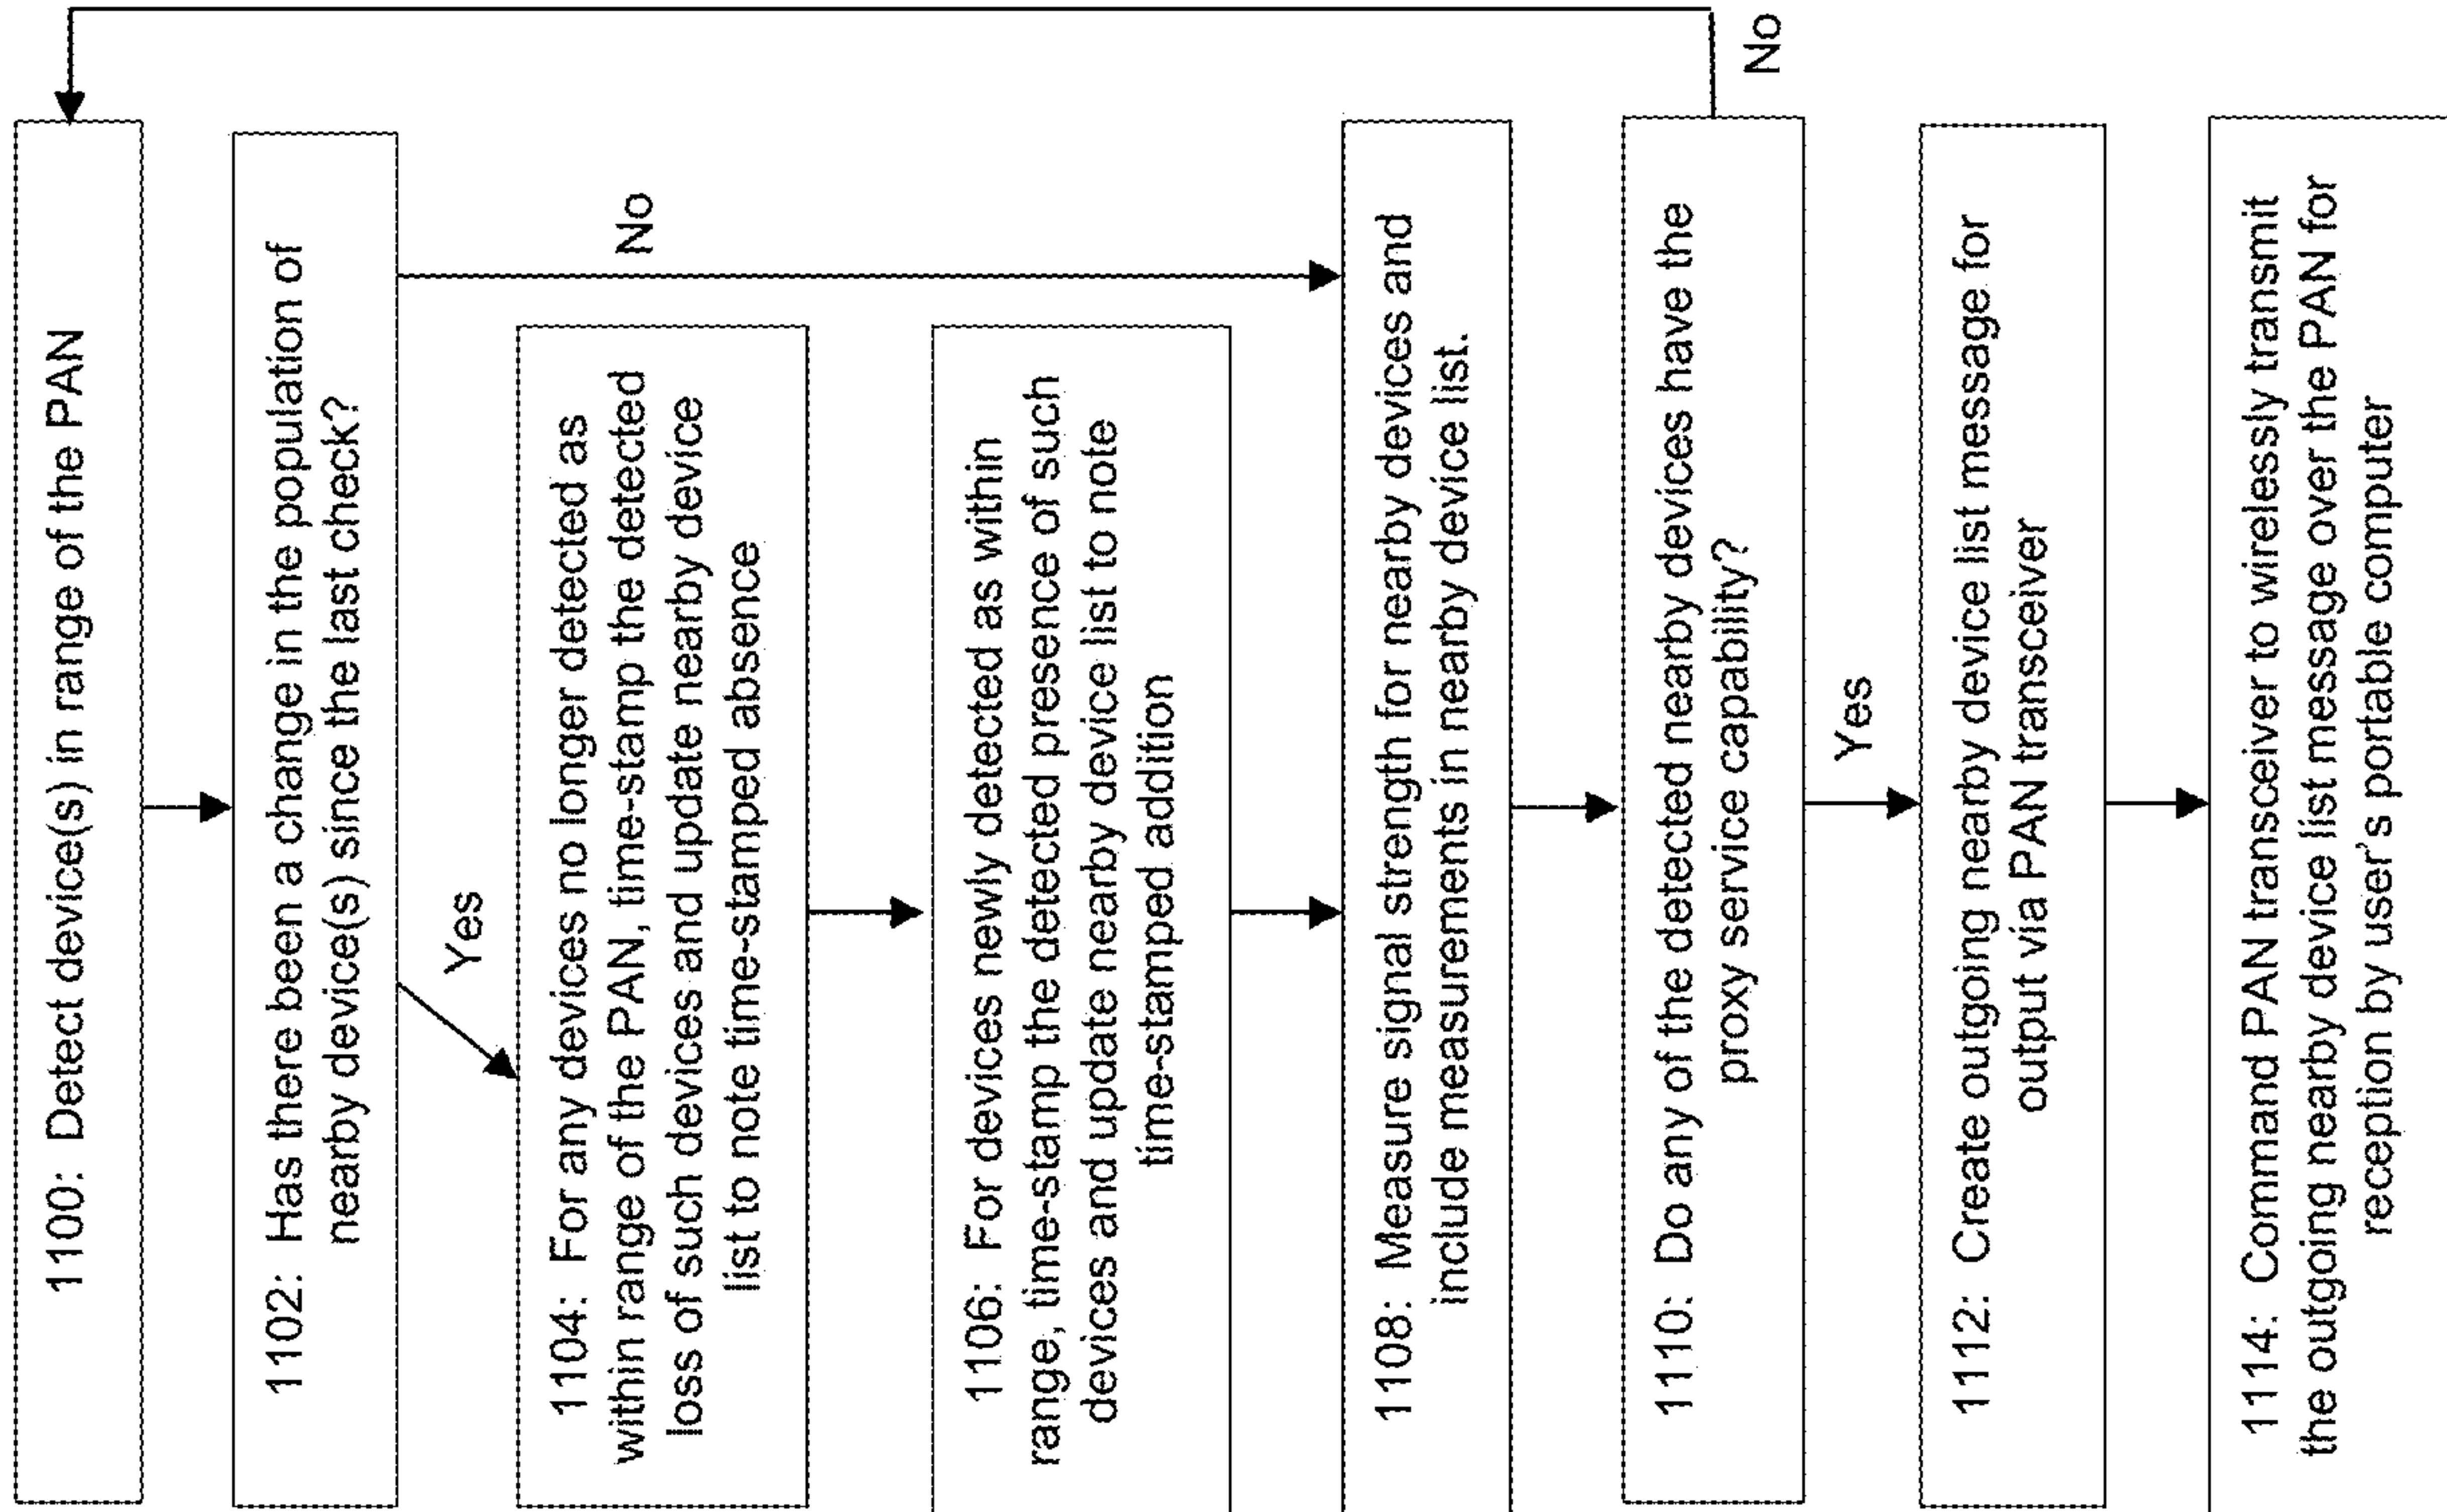 1100: Detect device(s) in range of the PAN
1102: Has there been a change in the population of
nearby device(s) since the last check?
No
Yes
1104: For any devices no longer detected as
within range of the PAN, time-stamp the detected
loss of such devices and update nearby device
list to note time-stamped absence
1106: For devices newly detected as within
range, time-stamp the detected presence of such
devices and update nearby device list to note
time-stamped addition
1108: Measure signal strength for nearby devices and
include measurements in nearby device list.
1110: Do any of the detected nearby devices have the
proxy service capability?
No
Yes
1112: Create outgoing nearby device list message for
output via PAN transceiver
1114: Command PAN transceiver to wirelessly transmit
the outgoing nearby device list message over the PAN for
reception by user's portable computer